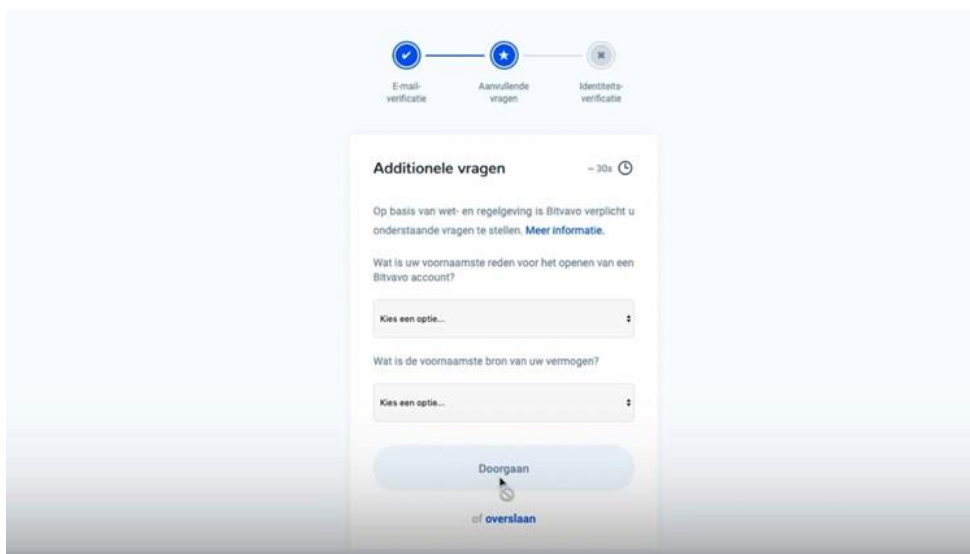 E-mail-
verificatie
Aanvullende
vragen
Identiteits-
verificatie
Additionele vragen
~ 30s
Op basis van wet- en regelgeving is Bitvavo verplicht u
onderstaande vragen te stellen. Meer informatie.
Wat is uw voornaamste reden voor het openen van een
Bitvavo account?
Kies een optie...
Wat is de voornaamste bron van uw vermogen?
Kies een optie...
Doorgaan
of overslaan